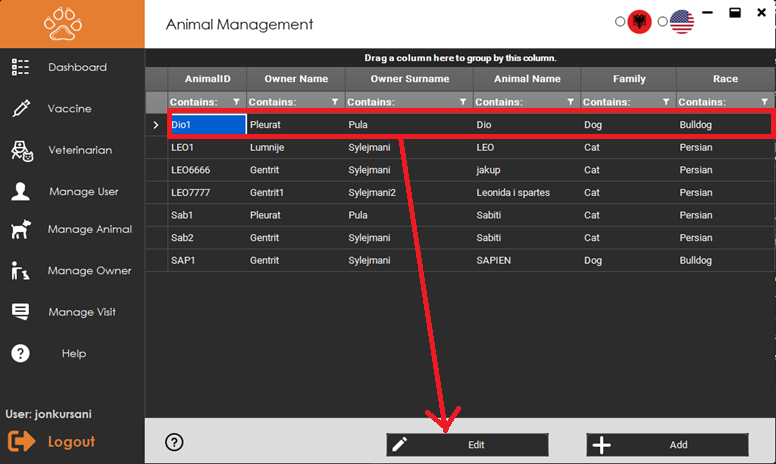 Animal Management
Drag a column here to group by this column.
AnimalID Owner Name Owner Surname Animal Name Family Race
Contains: Contains: Contains: Contains: Contains: Contains:
Dio1 Pleurat Pula Dio Dog Bulldog
LEO1 Lumnije Sylejmani LEO Cat Persian
LEO6666 Gentrit Sylejmani jakup Cat Persian
LEO7777 Gentrit1 Sylejmani2 Leonida i spartes Cat Persian
Sab1 Pleurat Pula Sabiti Cat Persian
Sab2 Gentrit Sylejmani Sabiti Cat Persian
SAP1 Gentrit Sylejmani SAPIEN Dog Bulldog
Dashboard
Vaccine
Veterinarian
Manage User
Manage Animal
Manage Owner
Manage Visit
Help
User: jonkursani
Logout
Edit
Add